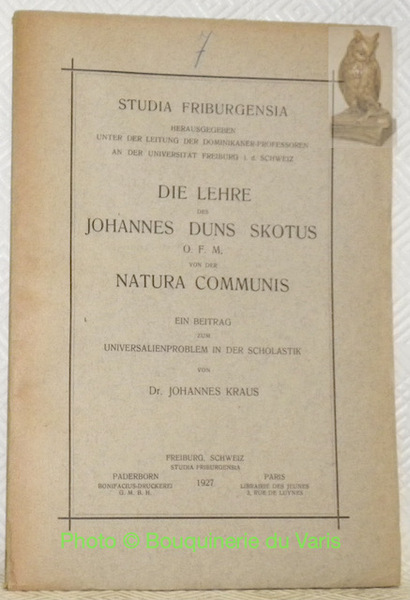 7
STUDIA FRIBURGENSIA
HERAUSGEGEBEN
UNTER DER LEITUNG DER DOMINIKANER-PROFESSOREN
AN DER UNIVERSITÄT FREIBURG i. d. SCHWEIZ
DIE LEHRE
DES
JOHANNES DUNS SKOTUS
O. F. M.
VON DER
NATURA COMMUNIS
EIN BEITRAG
ZUM
UNIVERSALIENPROBLEM IN DER SCHOLASTIK
VON
Dr. JOHANNES KRAUS
FREIBURG, SCHWEIZ
STUDIA FRIBURGENSIA
PADERBORN
BONIFACIUS-DRUCKEREI
G. M. B. H.
1927
PARIS
LIBRAIRIE DES JEUNES
2, RUE DE LUYNES
Photo © Bouquinerie du Varis